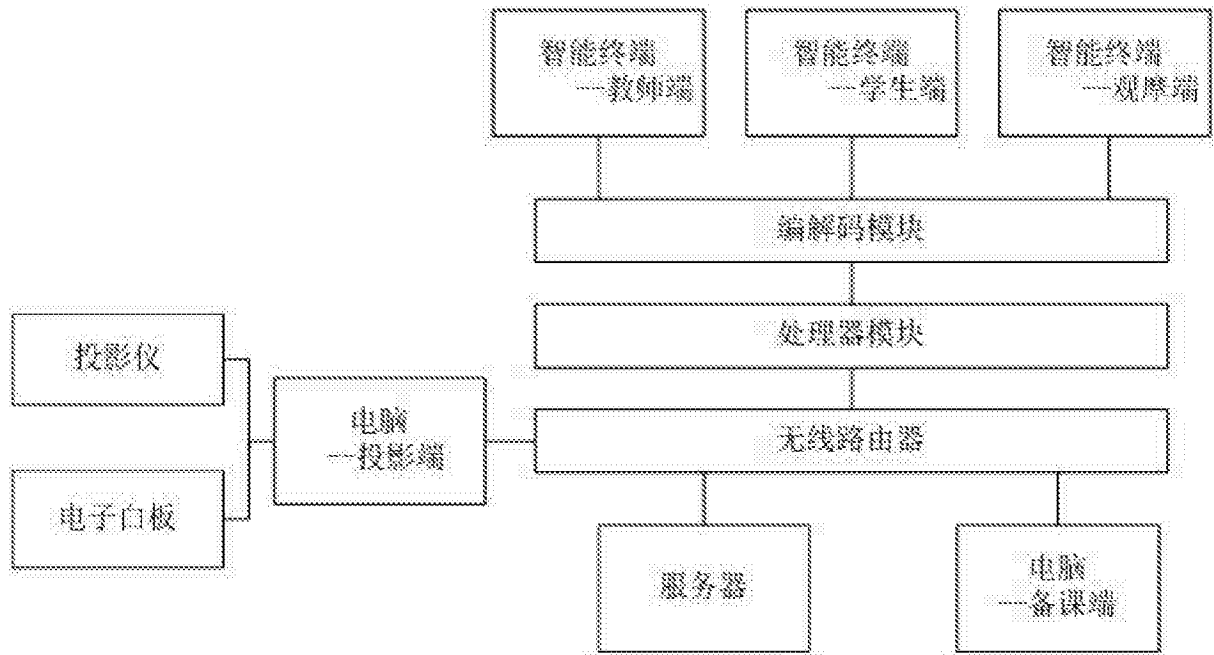 智能终端
—教师端
智能终端
—学生端
智能终端
—观摩端
编解码模块
处理器模块
投影仪
电脑
—投影端
无线路由器
电子白板
服务器
电脑
—备课端